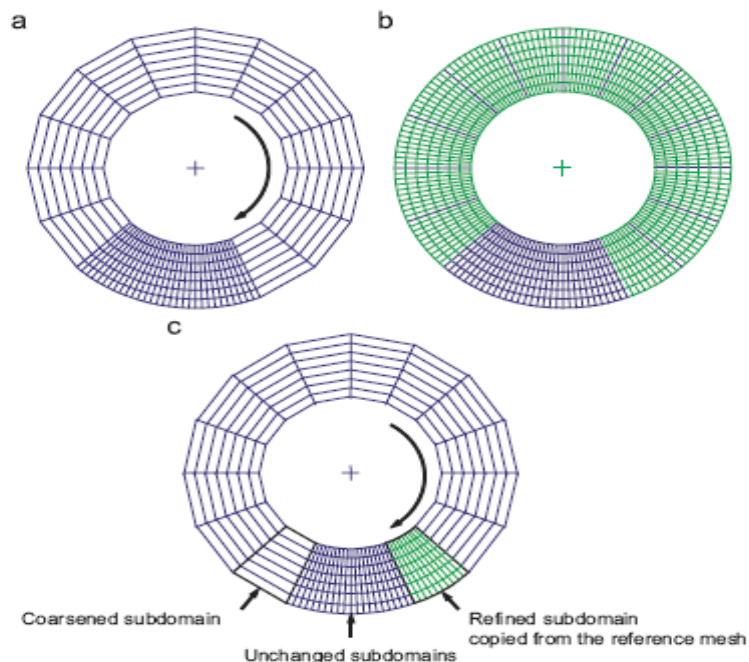 a
b
c
Coarsened subdomain
Unchanged subdomains
Refined subdomain
copied from the reference mesh